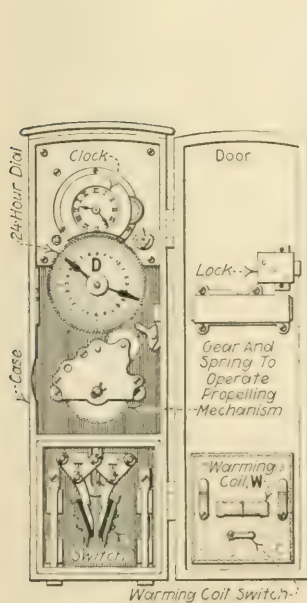 24-Hour Dial
Clock
D
Case
Switch
Door
Lock
Gear And
Spring To
Operate
Propelling
Mechanism
Warming
Coil, W
Warming Coil Switch